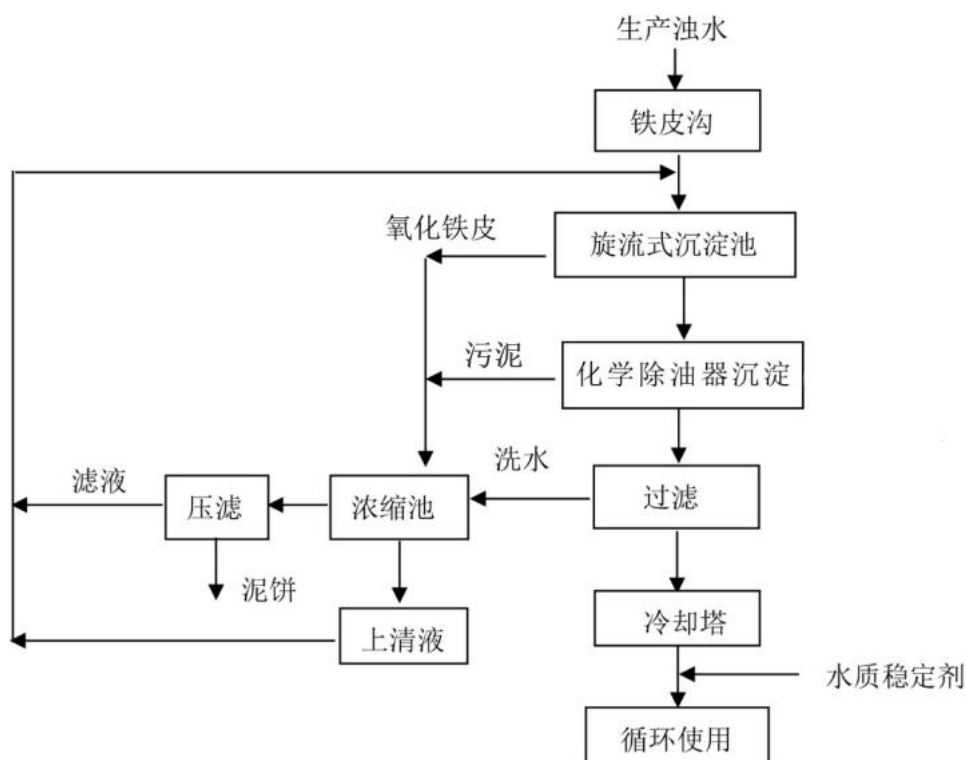 生产浊水
铁皮沟
氧化铁皮
旋流式沉淀池
污泥
化学除油器沉淀
洗水
滤液
压滤
浓缩池
过滤
泥饼
冷却塔
上清液
水质稳定剂
循环使用